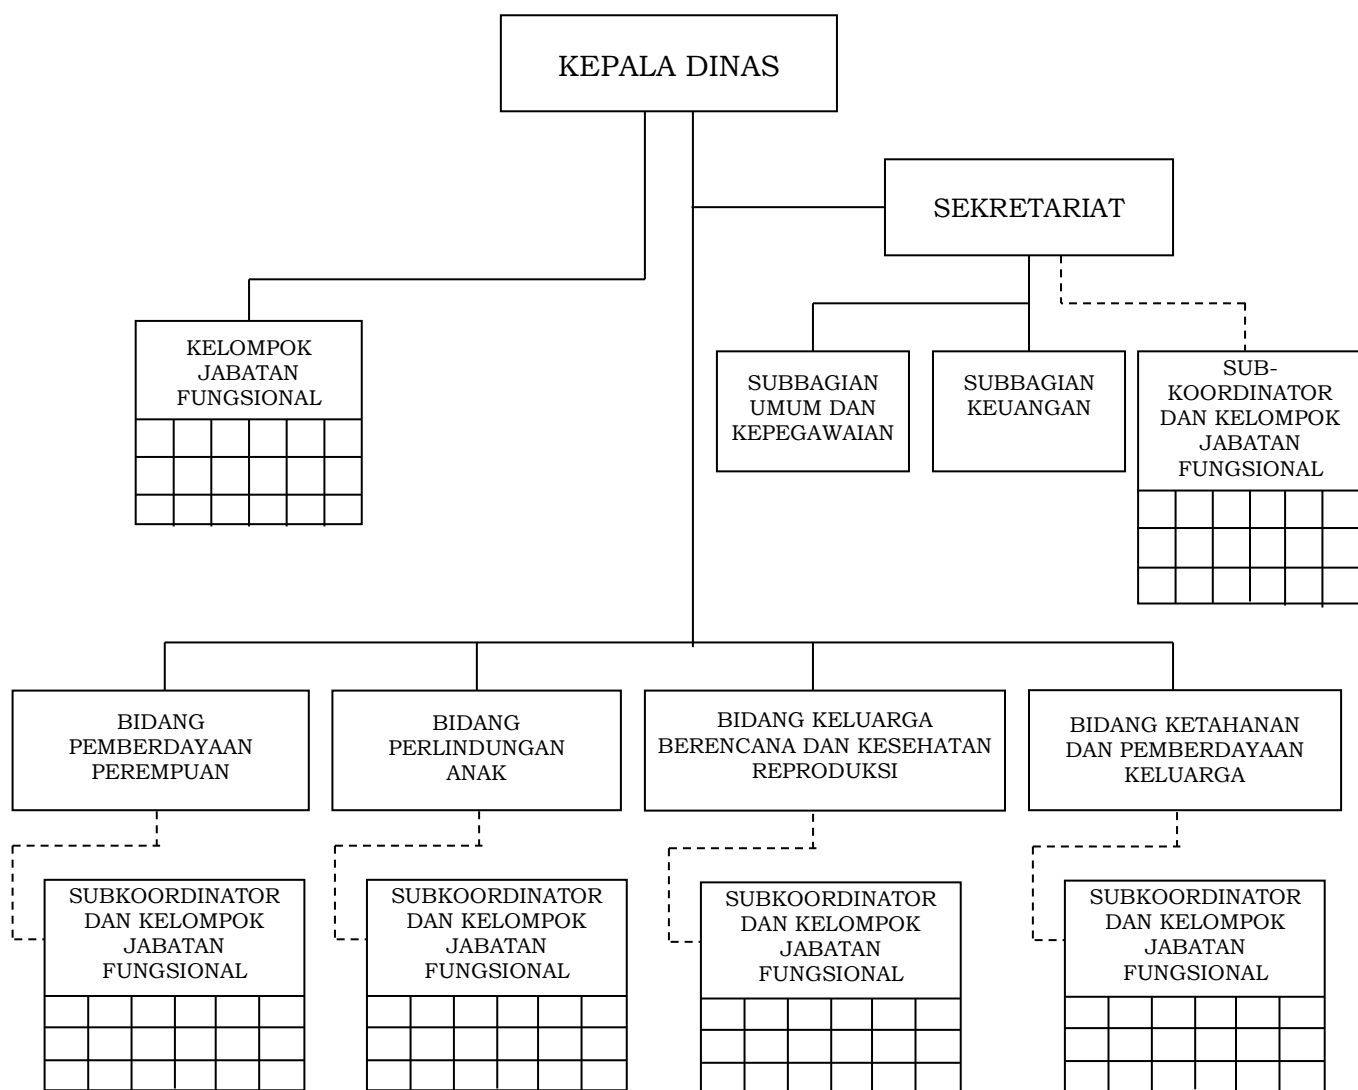 KEPALA DINAS
SEKRETARIAT
KELOMPOK
JABATAN
FUNGSIONAL
SUBBAGIAN
UMUM DAN
KEPEGAWAIAN
SUBBAGIAN
KEUANGAN
SUB-
KOORDINATOR
DAN KELOMPOK
JABATAN
FUNGSIONAL
BIDANG
PEMBERDAYAAN
PEREMPUAN
BIDANG
PERLINDUNGAN
ANAK
BIDANG KELUARGA
BERENCANA DAN KESEHATAN
REPRODUKSI
BIDANG KETAHANAN
DAN PEMBERDAYAAN
KELUARGA
SUBKOORDINATOR
DAN KELOMPOK
JABATAN
FUNGSIONAL
SUBKOORDINATOR
DAN KELOMPOK
JABATAN
FUNGSIONAL
SUBKOORDINATOR
DAN KELOMPOK
JABATAN
FUNGSIONAL
SUBKOORDINATOR
DAN KELOMPOK
JABATAN
FUNGSIONAL